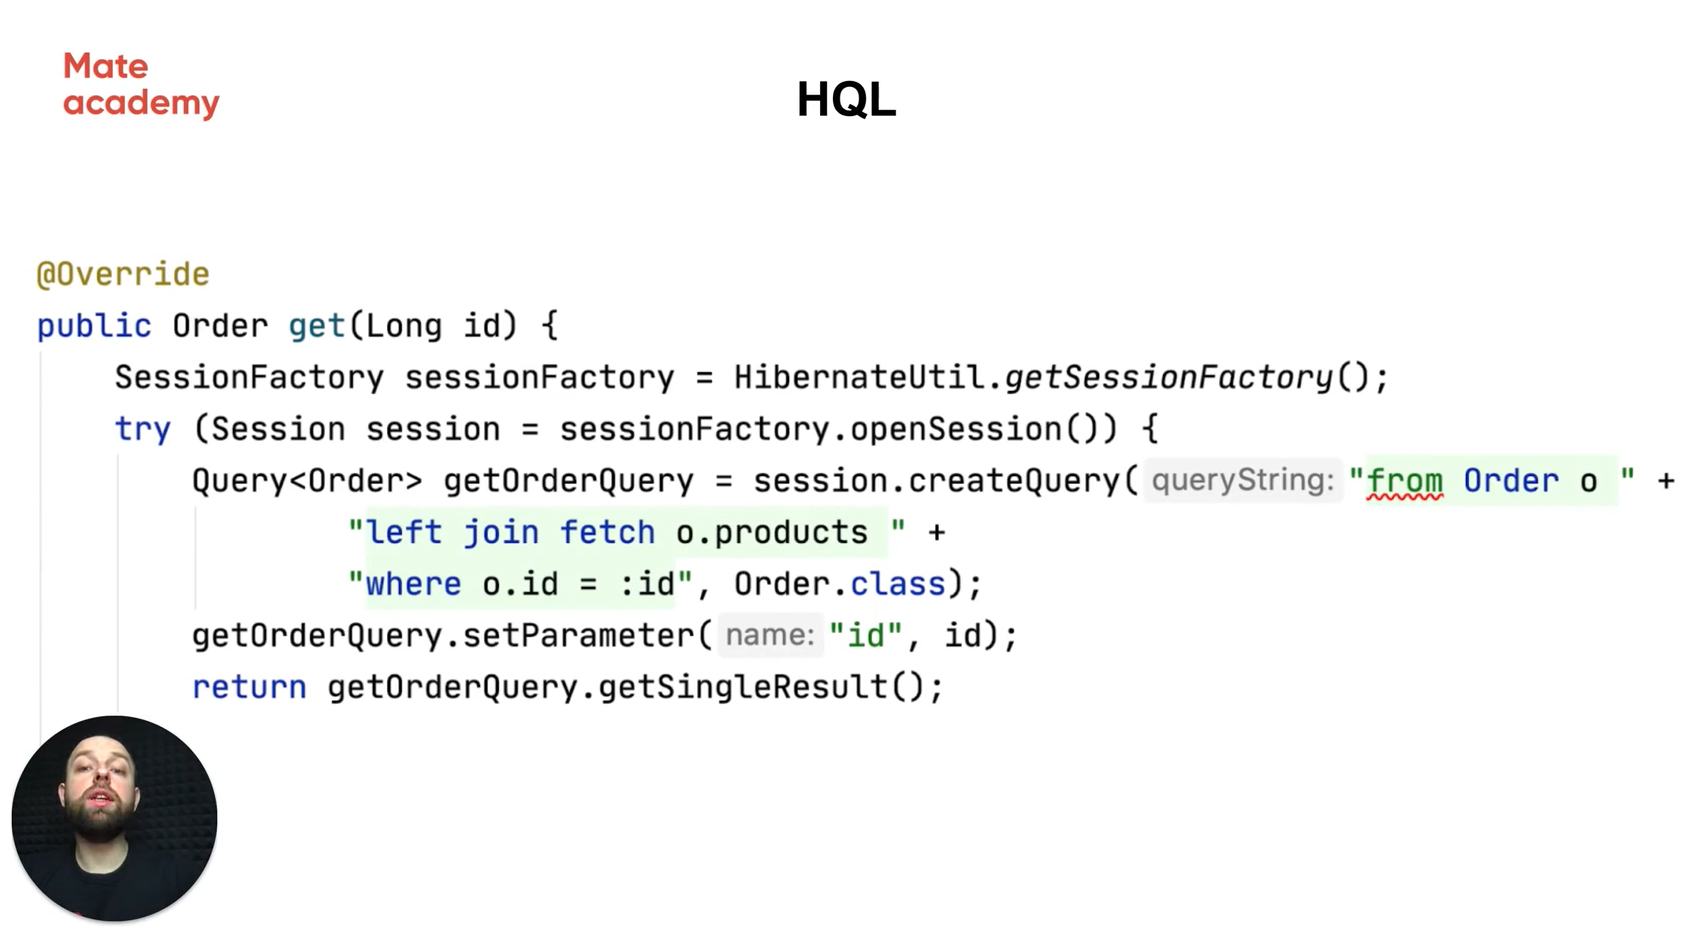 Mate
academy
HQL
@Override
public Order get(Long id) {
SessionFactory sessionFactory = HibernateUtil.getSessionFactory();
try (Session session = sessionFactory.openSession()) {
Query<Order> getOrderQuery = session.createQuery( queryString: "from Order o " +
"left join fetch o.products " +
"where o.id = :id", Order.class);
getOrderQuery.setParameter( name: "id", id);
return getOrderQuery.getSingleResult();